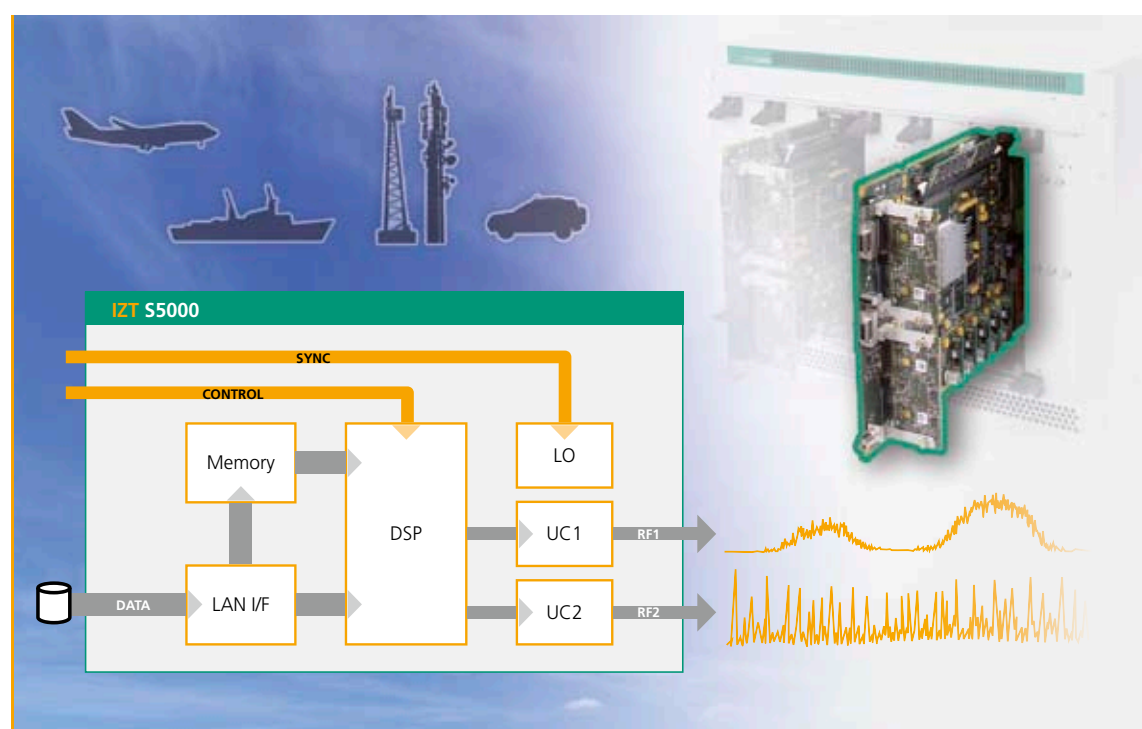 IZT S5000
SYNC
CONTROL
Memory
LO
DSP
UC1
RF1
DATA
LAN I/F
UC2
RF2